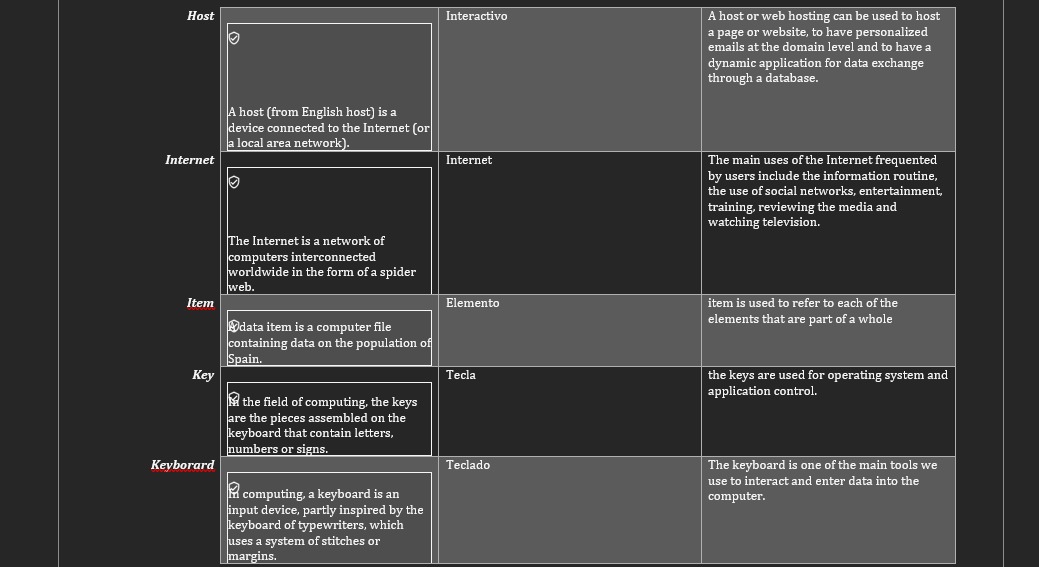 Host
A host (from English host) is a
device connected to the Internet (or
a local area network).
Interactivo
A host or web hosting can be used to host
a page or website, to have personalized
emails at the domain level and to have a
dynamic application for data exchange
through a database.
Internet
The Internet is a network of
computers interconnected
worldwide in the form of a spider
web.
Internet
The main uses of the Internet frequented
by users include the information routine,
the use of social networks, entertainment,
training, reviewing the media and
watching television.
Item
A data item is a computer file
containing data on the population of
Spain.
Elemento
item is used to refer to each of the
elements that are part of a whole
Key
In the field of computing, the keys
are the pieces assembled on the
keyboard that contain letters,
numbers or signs.
Tecla
the keys are used for operating system and
application control.
Keyborard
In computing, a keyboard is an
input device, partly inspired by the
keyboard of typewriters, which
uses a system of stitches or
margins.
Teclado
The keyboard is one of the main tools we
use to interact and enter data into the
computer.